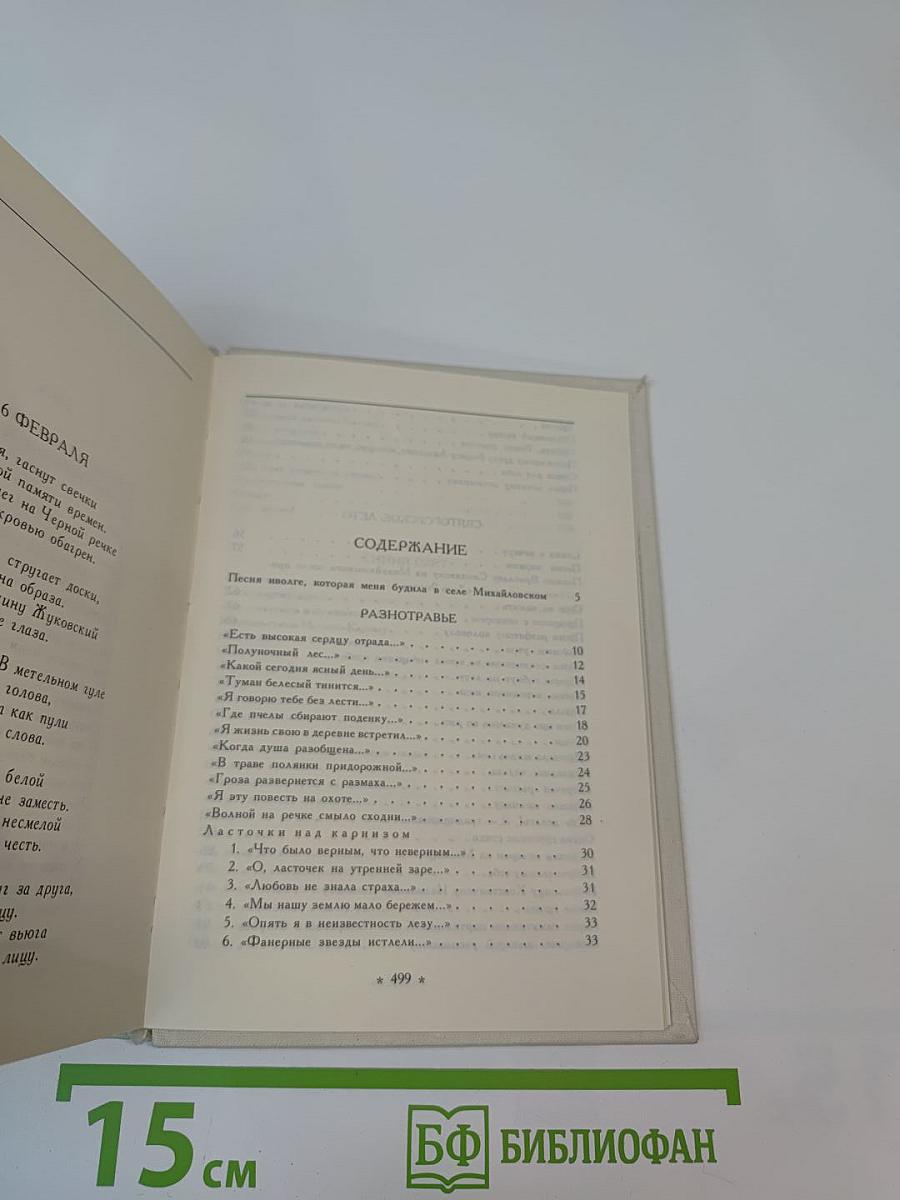 6 ФЕВРАЛЯ
я, гаснут свечки
ой памяти времен.
ег на Черной речке
кровью обагрен.
стругает доски,
на образа.
ину Жуковский
е глаза.
В метельном гуле
голова,
а как пули
слова.
белой
не заместь.
несмелой
честь.
г за друга,
цу.
вьюга
лицу.
СОДЕРЖАНИЕ
Песня иволге, которая меня будила в селе Михайловском 5
РАЗНОТРАВЬЕ
«Есть высокая сердцу отрада...» . . . . . . . . . 10
«Полуночный лес...» . . . . . . . . . . . . 12
«Какой сегодня ясный день...» . . . . . . . . . . 14
«Туман белесый тинится...» . . . . . . . . . . . 15
«Я говорю тебе без лести...» . . . . . . . . . . . 17
«Где пчелы сбирают поденку...» . . . . . . . . . 18
«Я жизнь свою в деревне встретил...» . . . . . . . . 20
«Когда душа разобщена...» . . . . . . . . . . . 23
«В траве полянки придорожной...» . . . . . . . . . 24
«Гроза развернется с размаха...» . . . . . . . . . 25
«Я эту повесть на охоте...» . . . . . . . . . . . 26
«Волной на речке смыло сходни...» . . . . . . . . 28
Ласточки над карнизом
1. «Что было верным, что неверным...» . . . . . . 30
2. «О, ласточек на утренней заре...» . . . . . . . 31
3. «Любовь не знала страха...» . . . . . . . . 31
4. «Мы нашу землю мало бережем...» . . . . . . 32
5. «Опять я в неизвестность лезу...» . . . . . . . 33
6. «Фанерные звезды истлели...» . . . . . . . 33
* 499 *
15 см
БФ БИБЛИОФАН